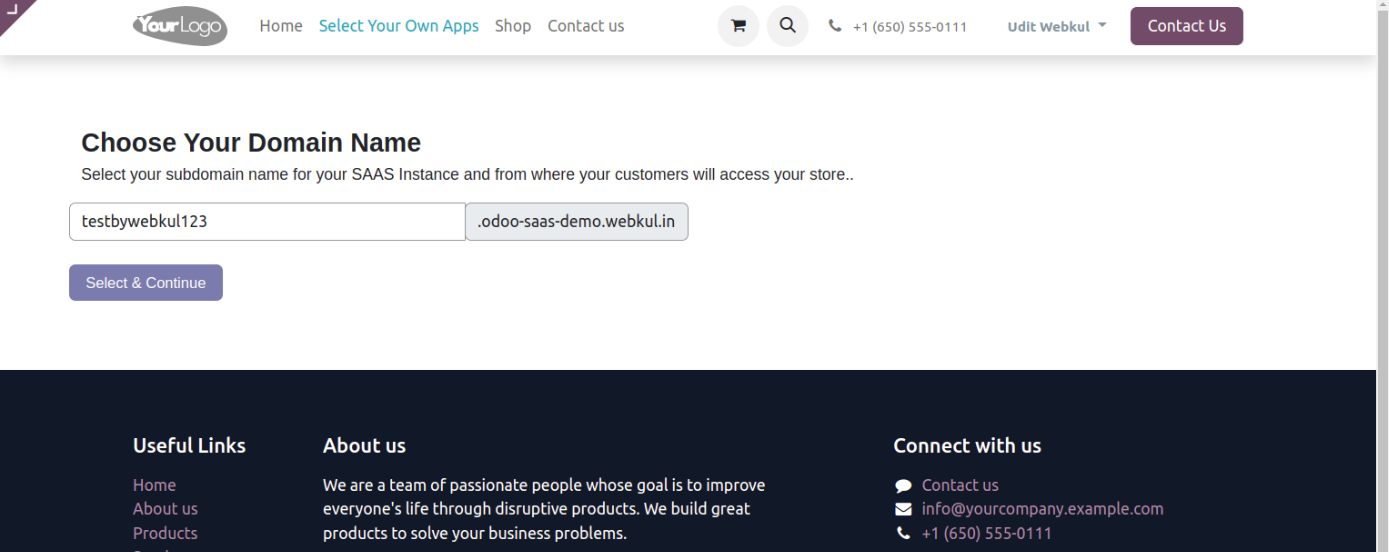 YourLogo Home Select Your Own Apps Shop Contact us +1 (650) 555-0111 Udit Webkul Contact Us
Choose Your Domain Name
Select your subdomain name for your SAAS Instance and from where your customers will access your store..
testbywebkul123 .odoo-saas-demo.webkul.in
Select & Continue
Useful Links
Home
About us
Products
About us
We are a team of passionate people whose goal is to improve
everyone's life through disruptive products. We build great
products to solve your business problems.
Connect with us
Contact us
info@yourcompany.example.com
+1 (650) 555-0111